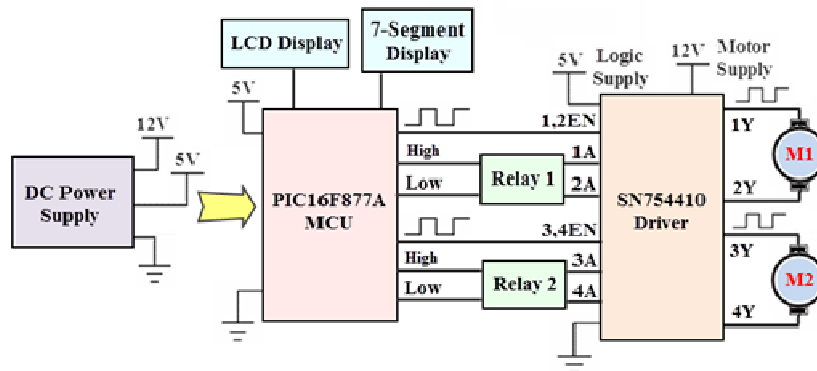 LCD Display
7-Segment
Display
5V
Logic
Supply
12V
Motor
Supply
5V
12V
5V
DC Power
Supply
PIC16F877A
MCU
High
Low
High
Low
Relay 1
Relay 2
1,2EN
1A
2A
3,4EN
3A
4A
SN754410
Driver
1Y
2Y
3Y
4Y
M1
M2